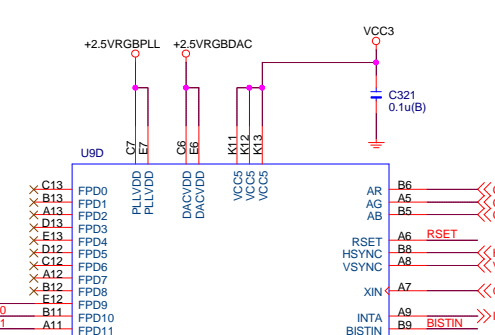 VCC3
+2.5VRGBPLL +2.5VRGBDAC
C321
0.1u(B)
C7 E7 C6 E6 K11 K12 K13
U9D
PLLVDD PLLVDD DACVDD DACVDD VCC5 VCC5 VCC5
C13 FPD0 AR B6
B13 FPD1 AG A5
A13 FPD2 AB B5
D13 FPD3
E13 FPD4 RSET A6 RSET
D12 FPD5 HSYNC B8
C12 FPD6 VSYNC A8
A12 FPD7
B12 FPD8 XIN A7
E12 FPD9
0 B11 FPD10 INTA A9
1 A11 FPD11 BISTIN B9 BISTIN